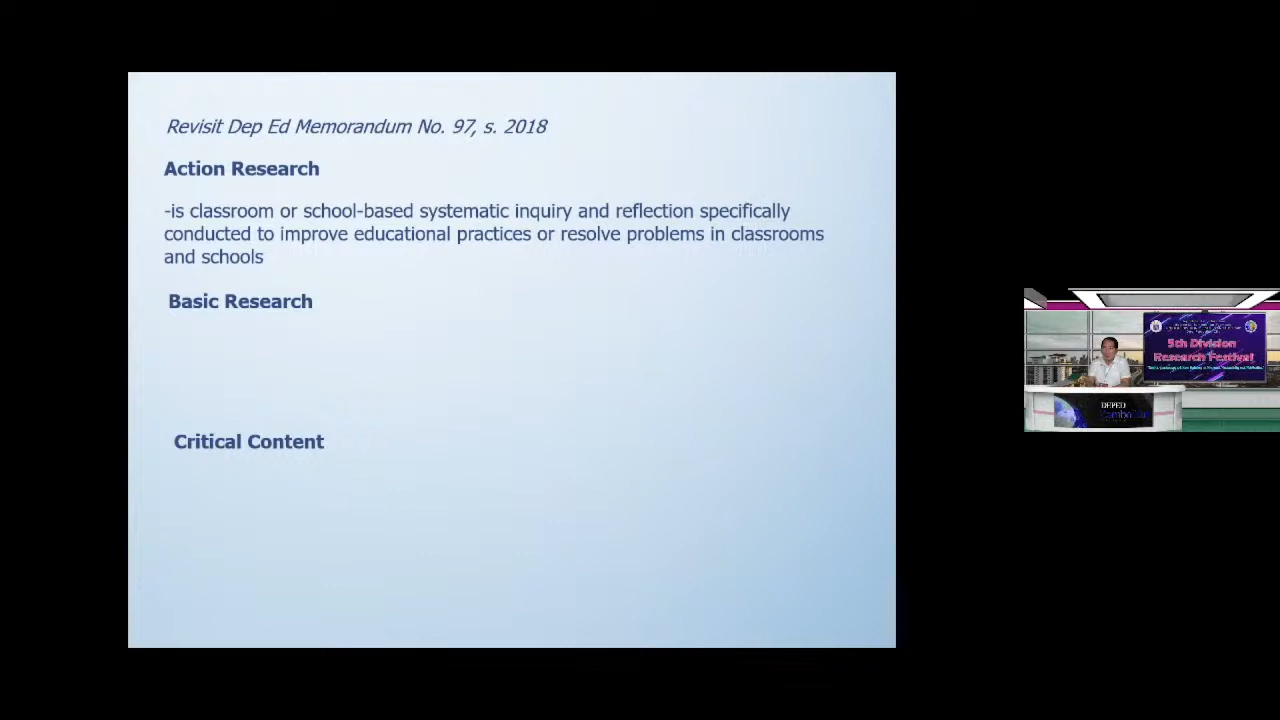 Revisit Dep Ed Memorandum No. 97, s. 2018
Action Research
-is classroom or school-based systematic inquiry and reflection specifically
conducted to improve educational practices or resolve problems in classrooms
and schools
Basic Research
Critical Content
5th Division
Research Festival
DEPED